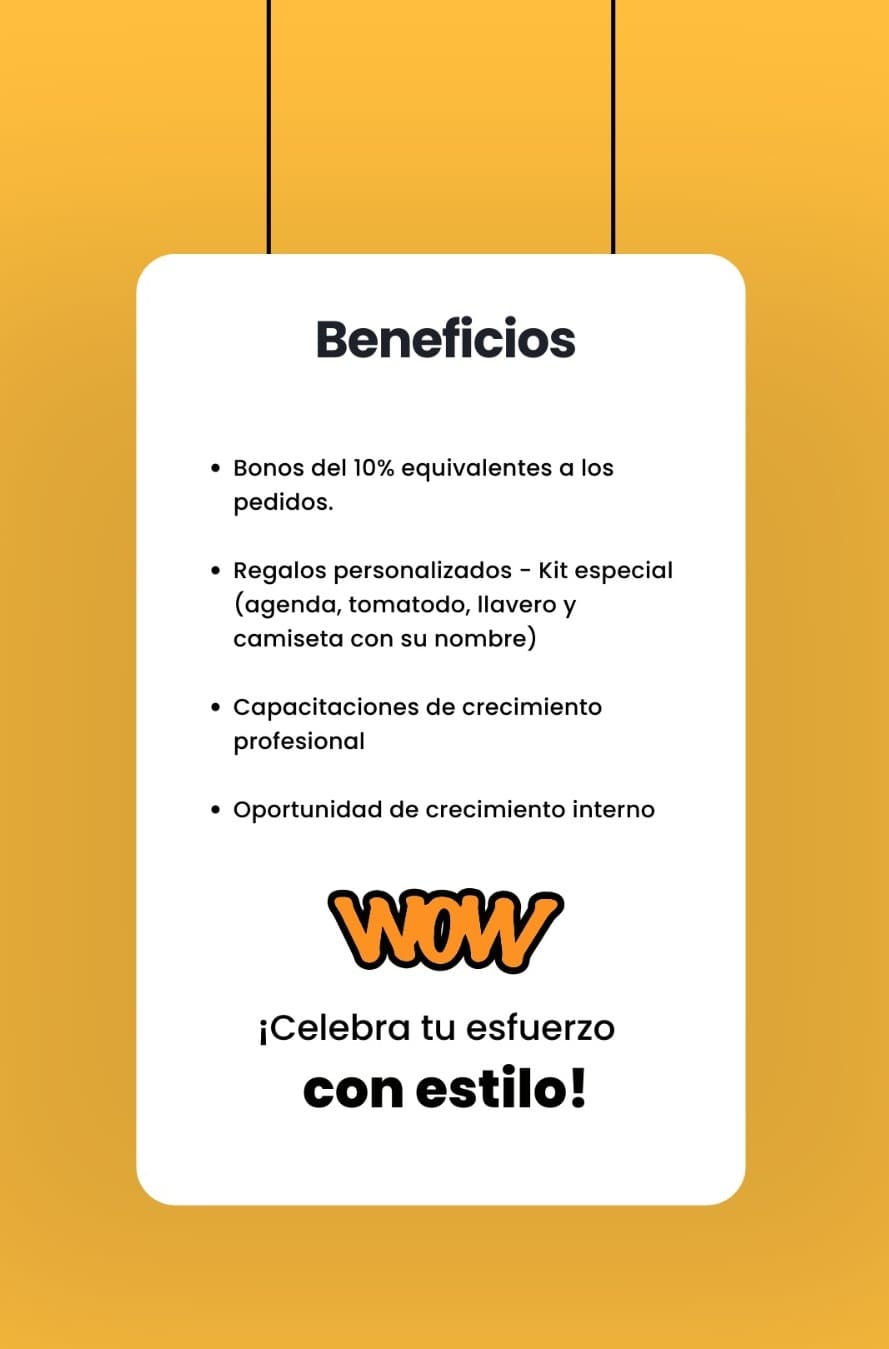 Beneficios
• Bonos del 10% equivalentes a los
pedidos.
• Regalos personalizados - Kit especial
(agenda, tomatodo, llavero y
camiseta con su nombre)
• Capacitaciones de crecimiento
profesional
• Oportunidad de crecimiento interno
WOW
¡Celebra tu esfuerzo
con estilo!